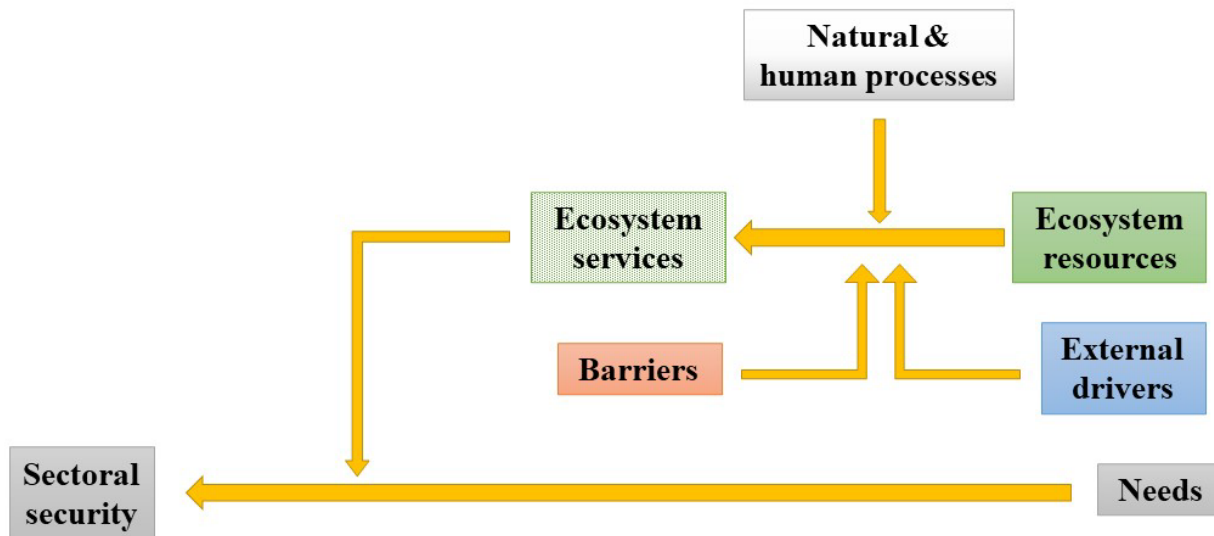 Natural &
human processes
Ecosystem
services
Ecosystem
resources
Barriers
External
drivers
Sectoral
security
Needs